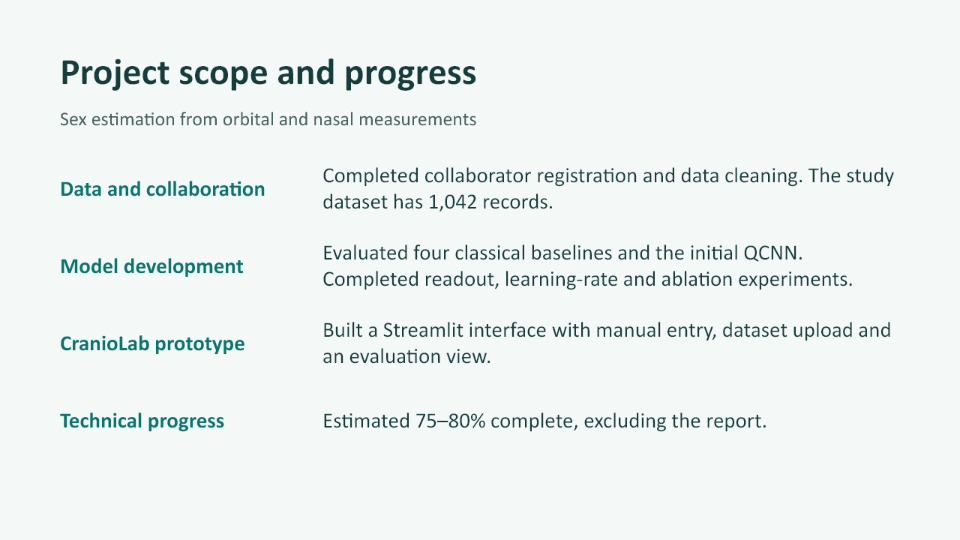 Project scope and progress
Sex estimation from orbital and nasal measurements
Data and collaboration
Completed collaborator registration and data cleaning. The study
dataset has 1,042 records.
Model development
Evaluated four classical baselines and the initial QCNN.
Completed readout, learning-rate and ablation experiments.
CranioLab prototype
Built a Streamlit interface with manual entry, dataset upload and
an evaluation view.
Technical progress
Estimated 75–80% complete, excluding the report.